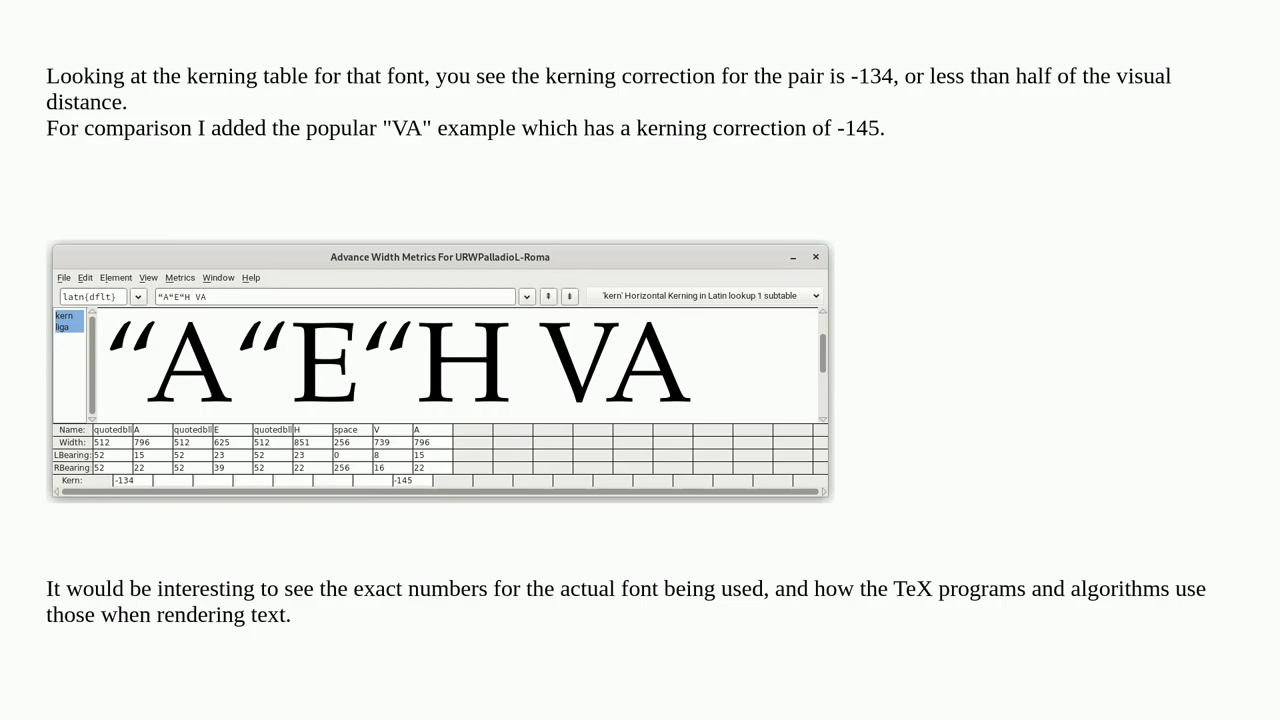 Looking at the kerning table for that font, you see the kerning correction for the pair is -134, or less than half of the visual
distance.
For comparison I added the popular "VA" example which has a kerning correction of -145.
Advance Width Metrics For URWPalladioL-Roma
File Edit Element View Metrics Window Help
latn{dflt} “A“E“H VA 'kern' Horizontal Kerning in Latin lookup 1 subtable
kern
liga
“A“E“H VA
Name: quotedbll A quotedbll E quotedbll H space V A
Width: 512 796 512 625 512 851 256 739 796
LBearing: 52 15 52 23 52 23 0 8 15
RBearing: 52 22 52 39 52 22 256 16 22
Kern: -134 -145
It would be interesting to see the exact numbers for the actual font being used, and how the TeX programs and algorithms use
those when rendering text.